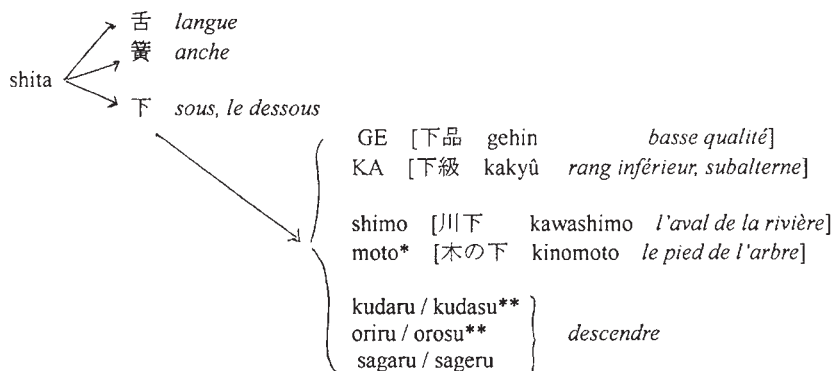 舌 langue
簧 anche
shita
下 sous, le dessous
GE [下品 gehin basse qualité]
KA [下級 kakyû rang inférieur, subalterne]
shimo [川下 kawashimo l'aval de la rivière]
moto* [木の下 kinomoto le pied de l'arbre]
kudaru / kudasu**
oriru / orosu** descendre
sagaru / sageru